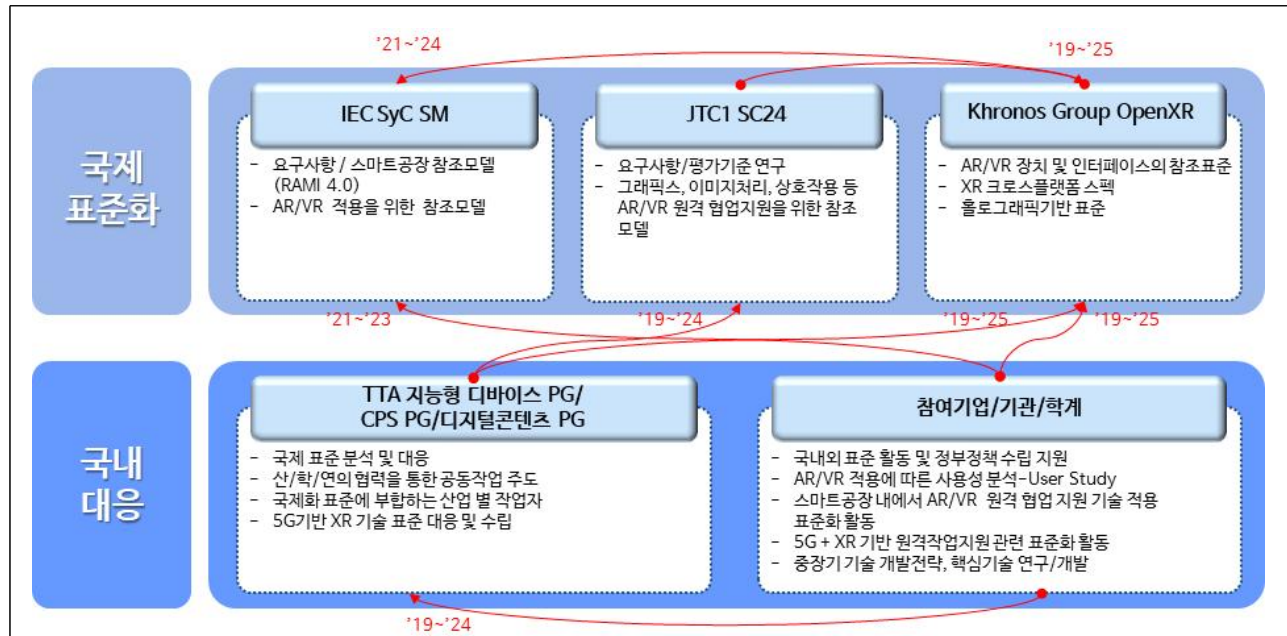 '21~'24
'19~'25
국제
표준화
IEC SyC SM
- 요구사항 / 스마트공장 참조모델
(RAMI 4.0)
- AR/VR 적용을 위한 참조모델
JTC1 SC24
- 요구사항/평가기준 연구
- 그래픽스, 이미지처리, 상호작용 등
AR/VR 원격 협업지원을 위한 참조
모델
Khronos Group OpenXR
- AR/VR 장치 및 인터페이스의 참조표준
- XR 크로스플랫폼 스펙
- 홀로그래픽기반 표준
'21~'23
'19~'24
'19~'25
'19~'25
국내
대응
TTA 지능형 디바이스 PG/
CPS PG/디지털콘텐츠 PG
- 국제 표준 분석 및 대응
- 산/학/연의 협력을 통한 공동작업 주도
- 국제화 표준에 부합하는 산업 별 작업자
- 5G기반 XR 기술 표준 대응 및 수립
참여기업/기관/학계
- 국내외 표준 활동 및 정부정책 수립 지원
- AR/VR 적용에 따른 사용성 분석-User Study
- 스마트공장 내에서 AR/VR 원격 협업 지원 기술 적용
표준화 활동
- 5G + XR 기반 원격작업지원 관련 표준화 활동
- 중장기 기술 개발전략, 핵심기술 연구/개발
'19~'24